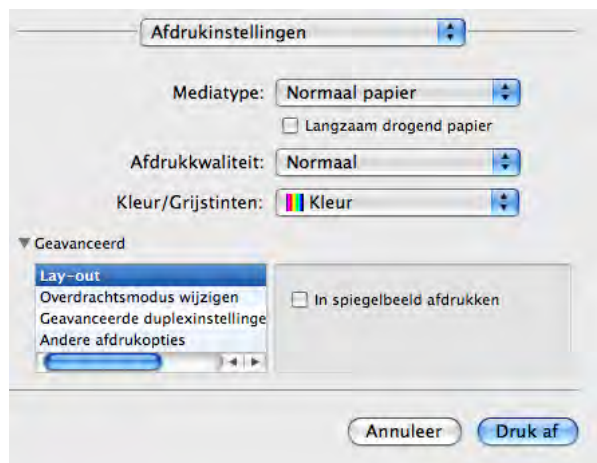 Afdrukinstellingen
Mediatype: Normaal papier
Langzaam drogend papier
Afdrukkwaliteit: Normaal
Kleur/Grijstinten: Kleur
Geavanceerd
Lay-out
Overdrachtsmodus wijzigen
Geavanceerde duplexinstellinge
Andere afdrukopties
In spiegelbeeld afdrukken
Annuleer Druk af